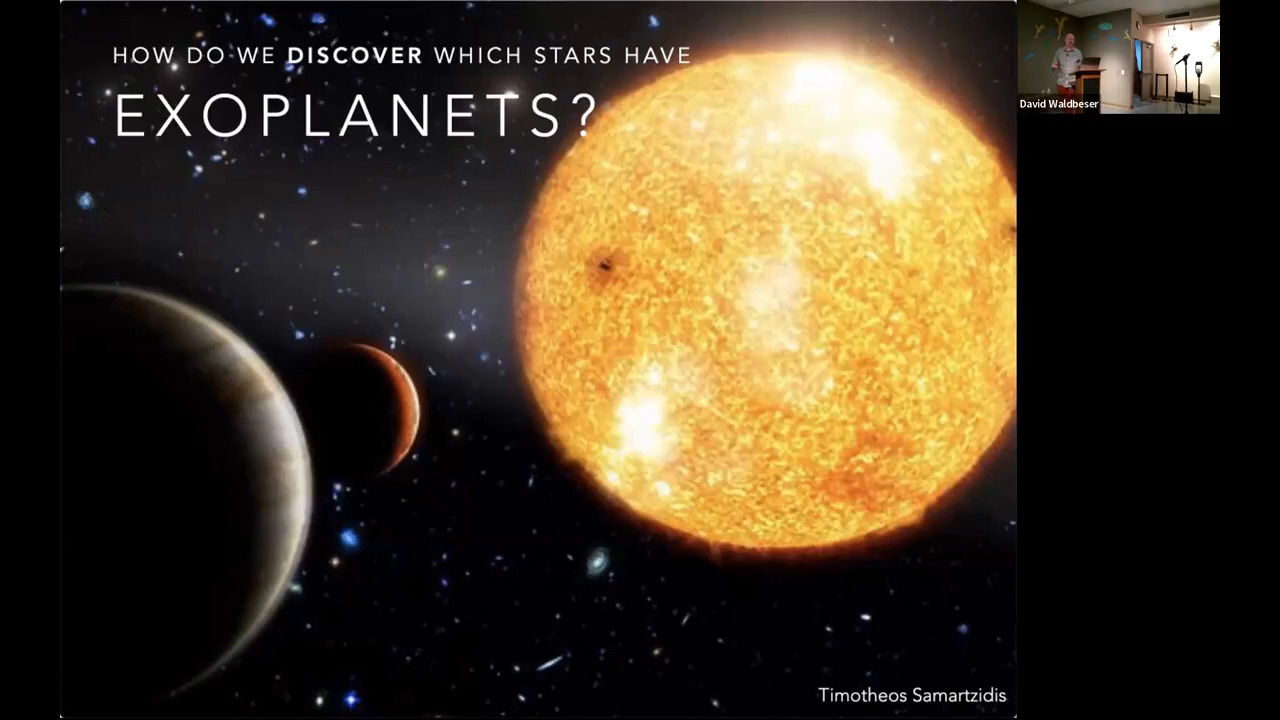 HOW DO WE DISCOVER WHICH STARS HAVE
EXOPLANETS?
David Waldbeser
Timotheos Samartzidis